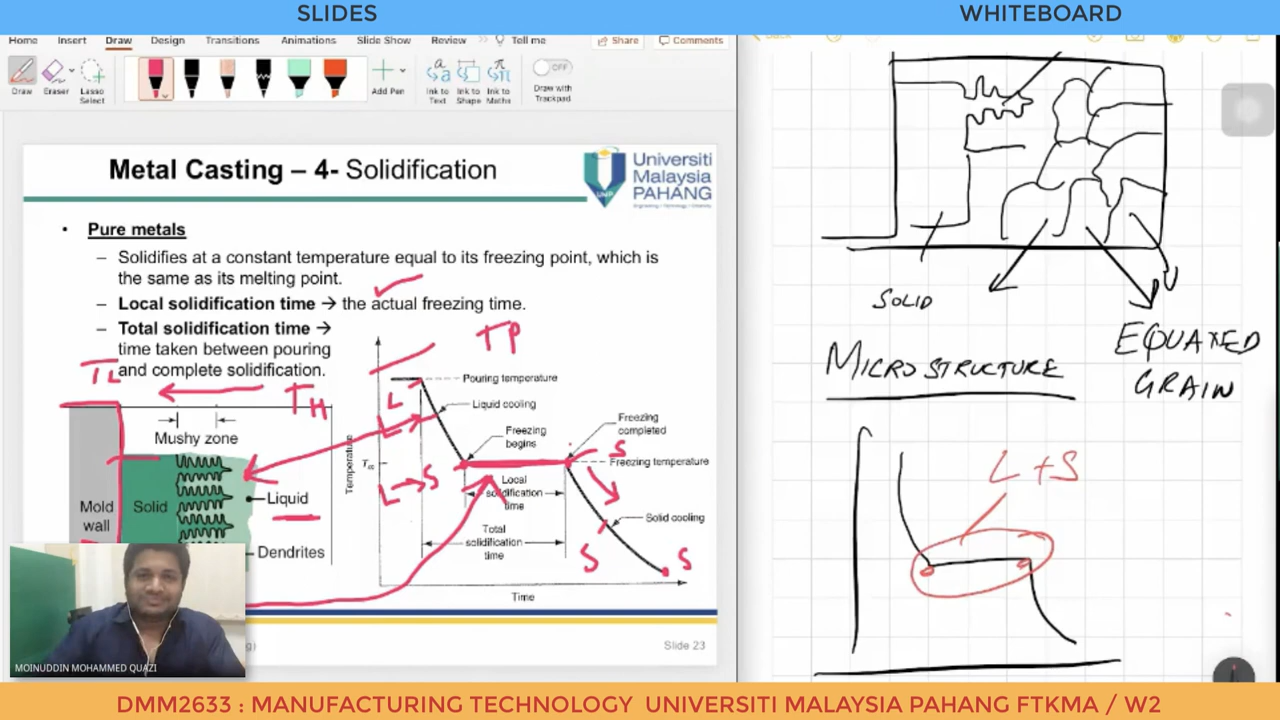 SLIDES
WHITEBOARD
Home Insert Draw Design Transitions Animations Slide Show Review Tell me Share Comments
Draw Eraser Lasso Select Add Pen Ink to Text Ink to Shape Ink to Maths OFF Draw with Trackpad
Metal Casting – 4- Solidification
Universiti
Malaysia
PAHANG
• Pure metals
– Solidifies at a constant temperature equal to its freezing point, which is
the same as its melting point.
– Local solidification time → the actual freezing time.
– Total solidification time →
time taken between pouring
and complete solidification.
TL
TH
Mushy zone
Mold
wall
Solid
Liquid
Dendrites
TP
Pouring temperature
L
Liquid cooling
Freezing
begins
Freezing
completed
S
Freezing temperature
Temperature
L → S
Local
solidification
time
Solid cooling
Total
solidification
time
S
S
Time
Slide 23
MOINUDDIN MOHAMMED QUAZI
SOLID
EQUATED
GRAIN
MICROSTRUCTURE
L + S
DMM2633 : MANUFACTURING TECHNOLOGY UNIVERSITI MALAYSIA PAHANG FTKMA / W2